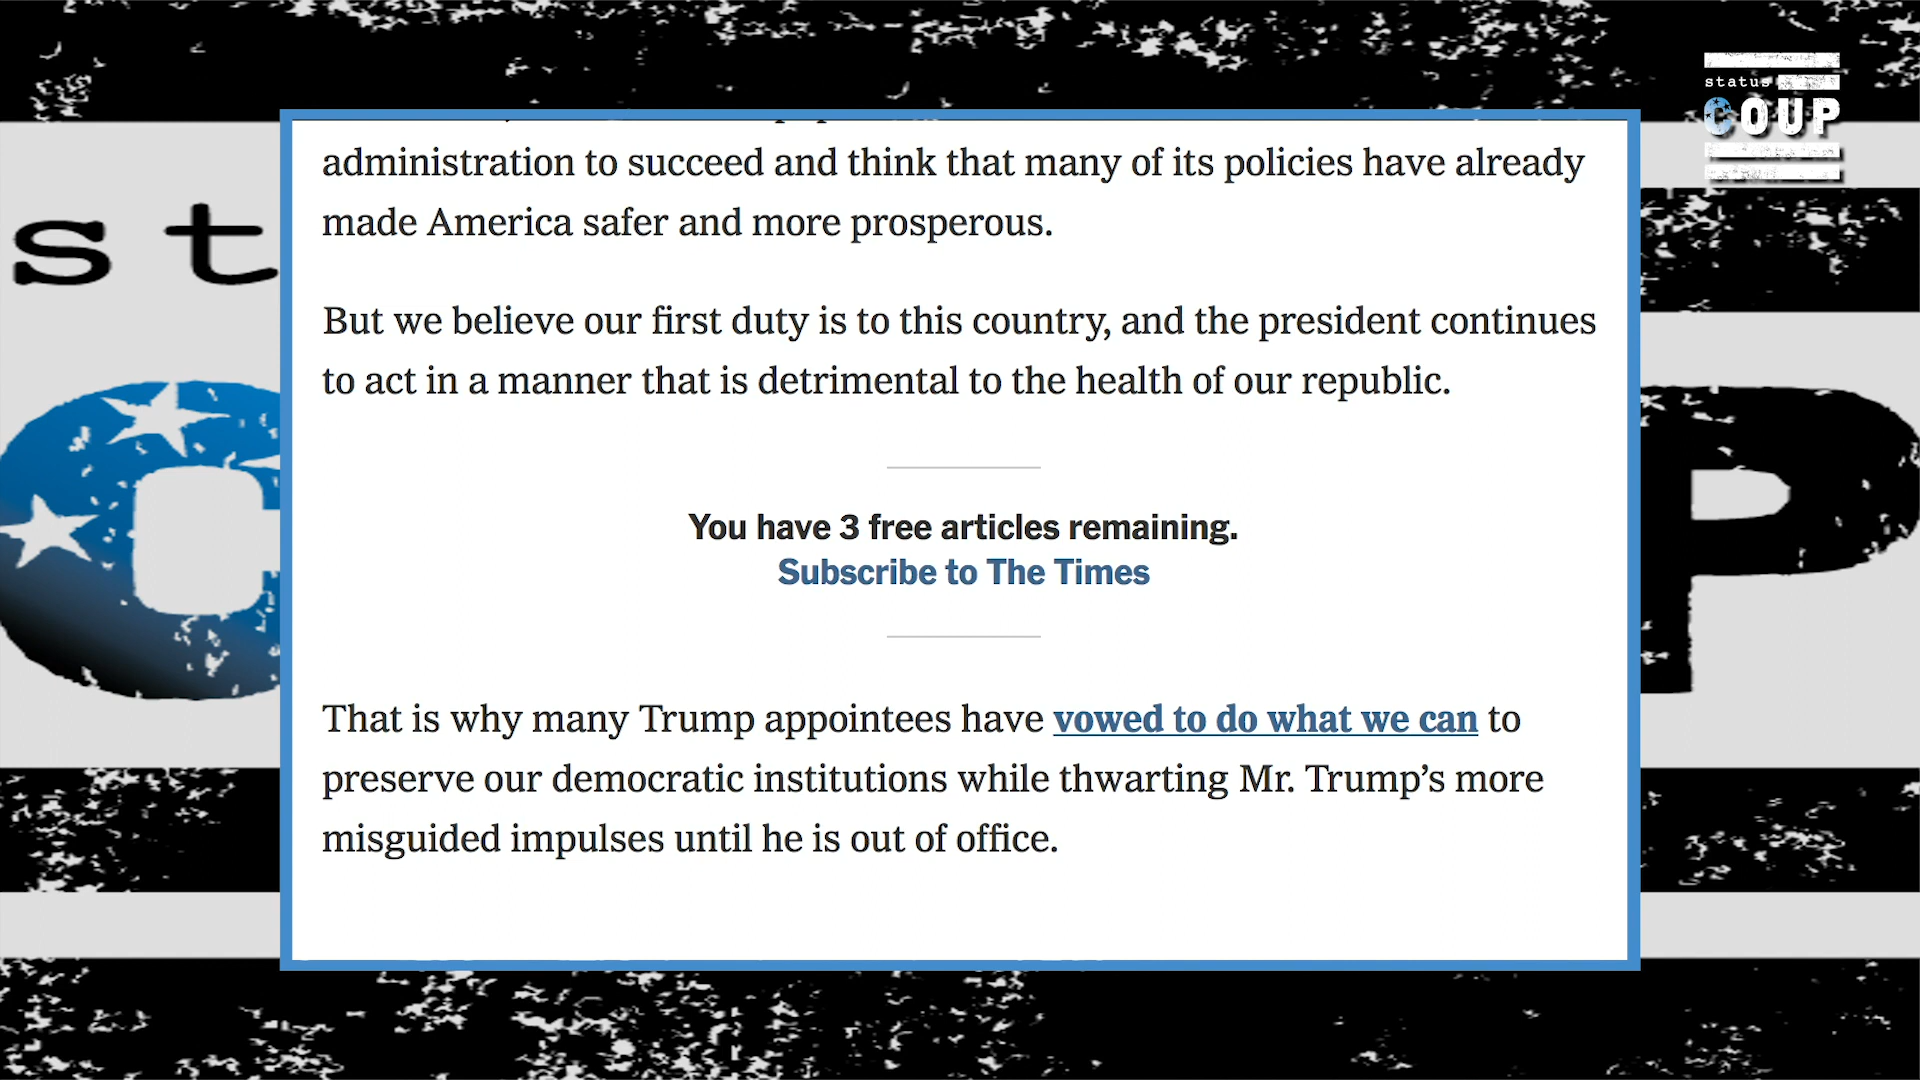 status
COUP
administration to succeed and think that many of its policies have already
made America safer and more prosperous.
But we believe our first duty is to this country, and the president continues
to act in a manner that is detrimental to the health of our republic.
You have 3 free articles remaining.
Subscribe to The Times
That is why many Trump appointees have vowed to do what we can to
preserve our democratic institutions while thwarting Mr. Trump’s more
misguided impulses until he is out of office.
st
C
P